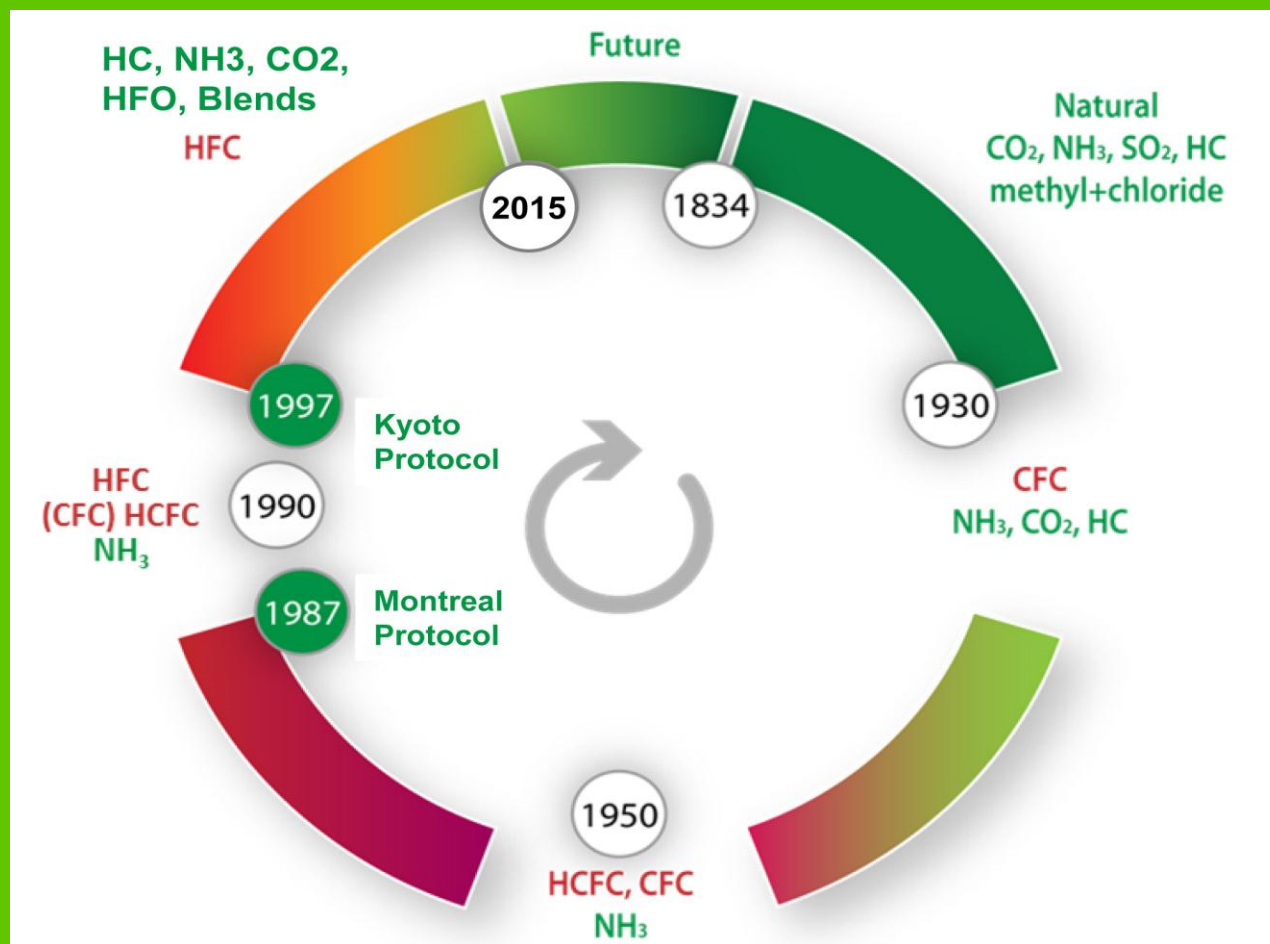 HC, NH3, CO2,
HFO, Blends
HFC
Future
Natural
CO₂, NH₃, SO₂, HC
methyl+chloride
2015
1834
1997
Kyoto
Protocol
1930
HFC
(CFC) HCFC
NH₃
1990
CFC
NH₃, CO₂, HC
1987
Montreal
Protocol
1950
HCFC, CFC
NH₃